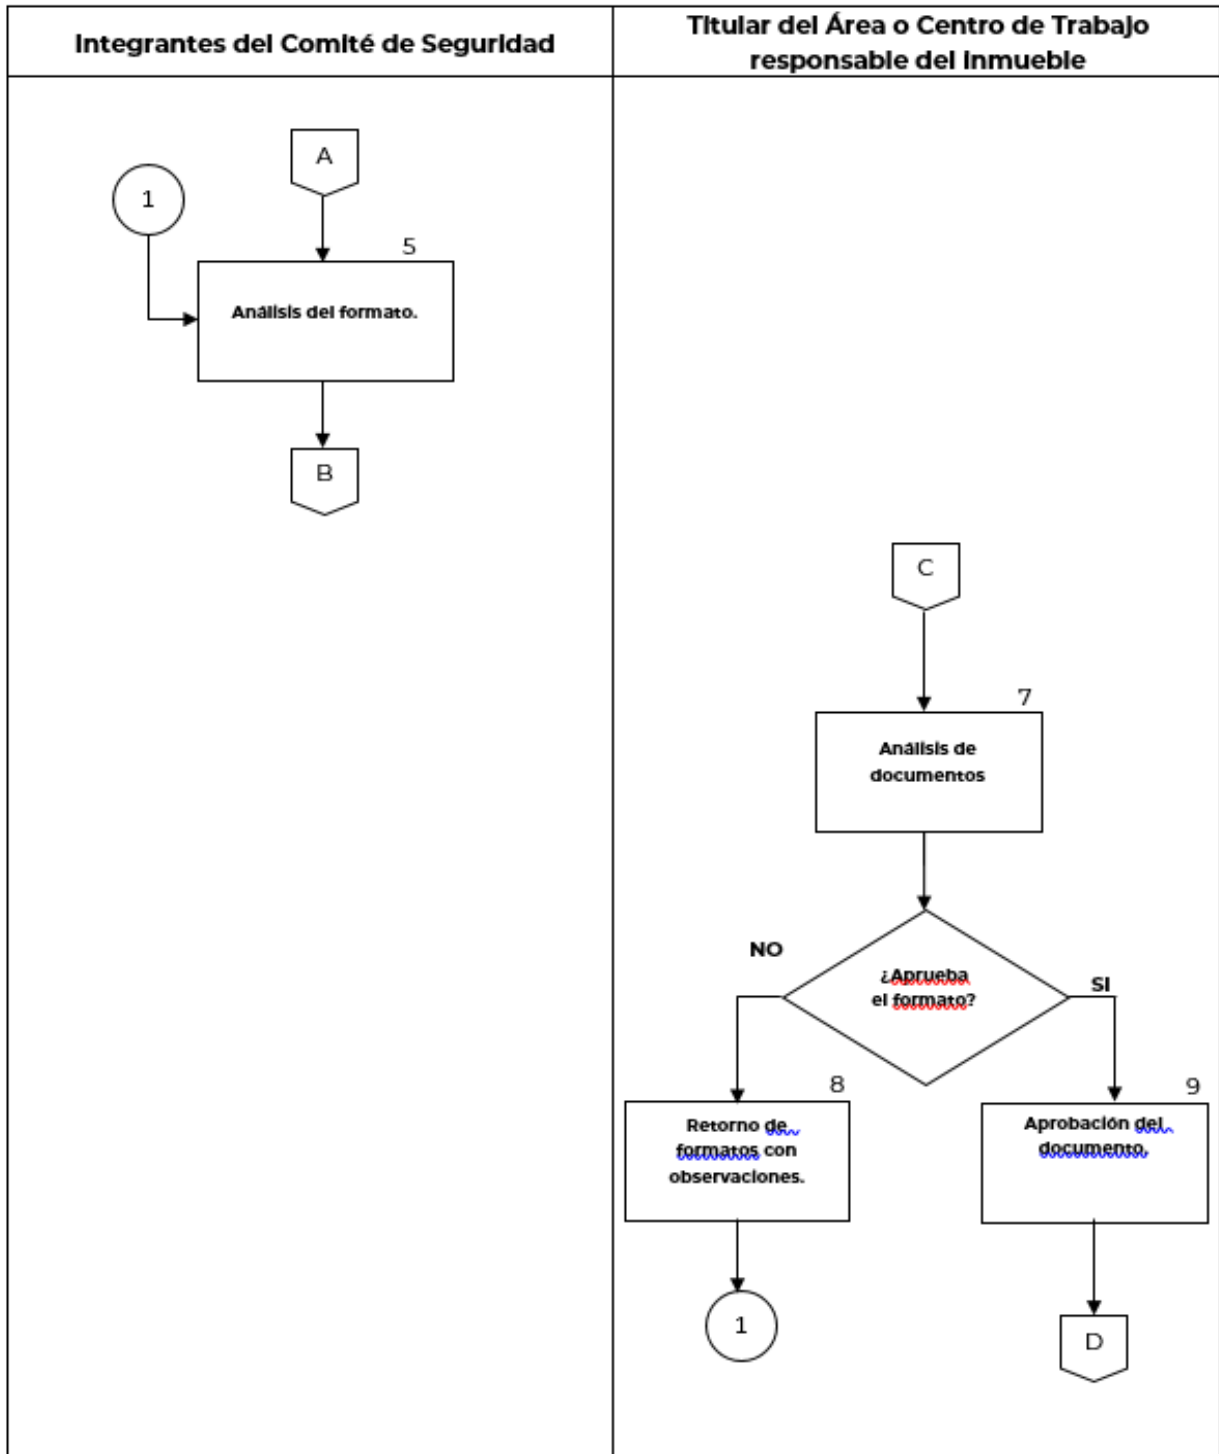 Integrantes del Comité de Seguridad
Titular del Área o Centro de Trabajo
responsable del Inmueble
A
1
5
Análisis del formato.
B
C
7
Análisis de
documentos
NO
¿Aprueba
el formato?
SI
8
Retorno de
formatos con
observaciones.
9
Aprobación del
documento.
1
D